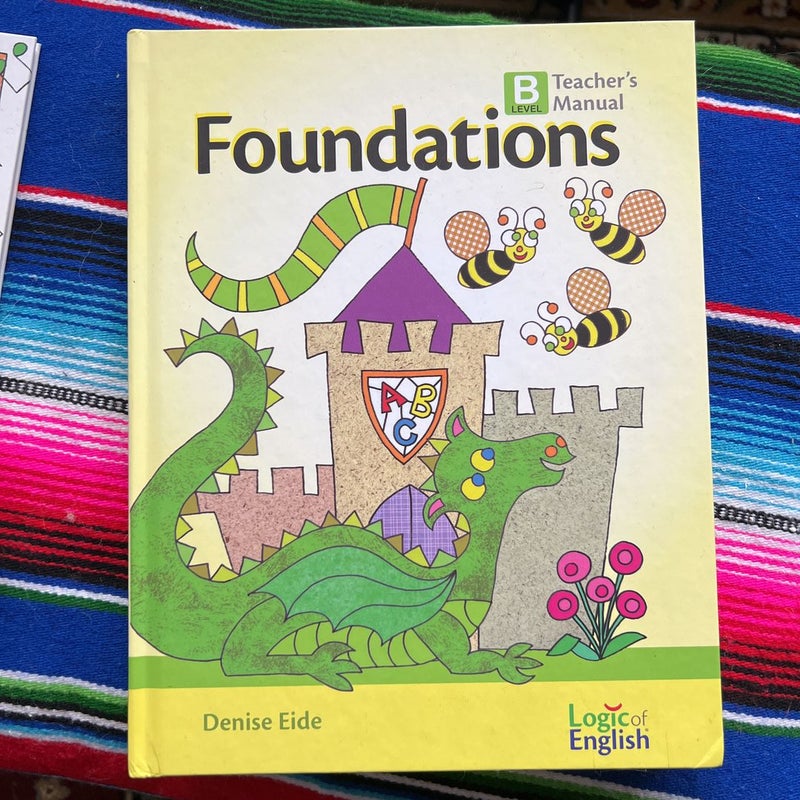 B
LEVEL
Teacher's
Manual
Foundations
A B
C
Denise Eide
Logic of
English